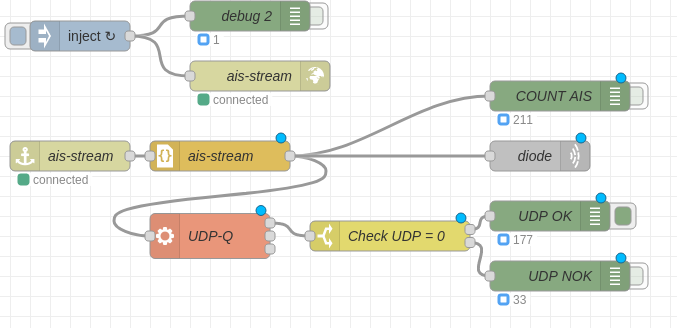 debug 2
inject ↻
1
ais-stream
connected
COUNT AIS
211
ais-stream
{}
ais-stream
diode
connected
UDP OK
UDP-Q
Check UDP = 0
177
UDP NOK
33